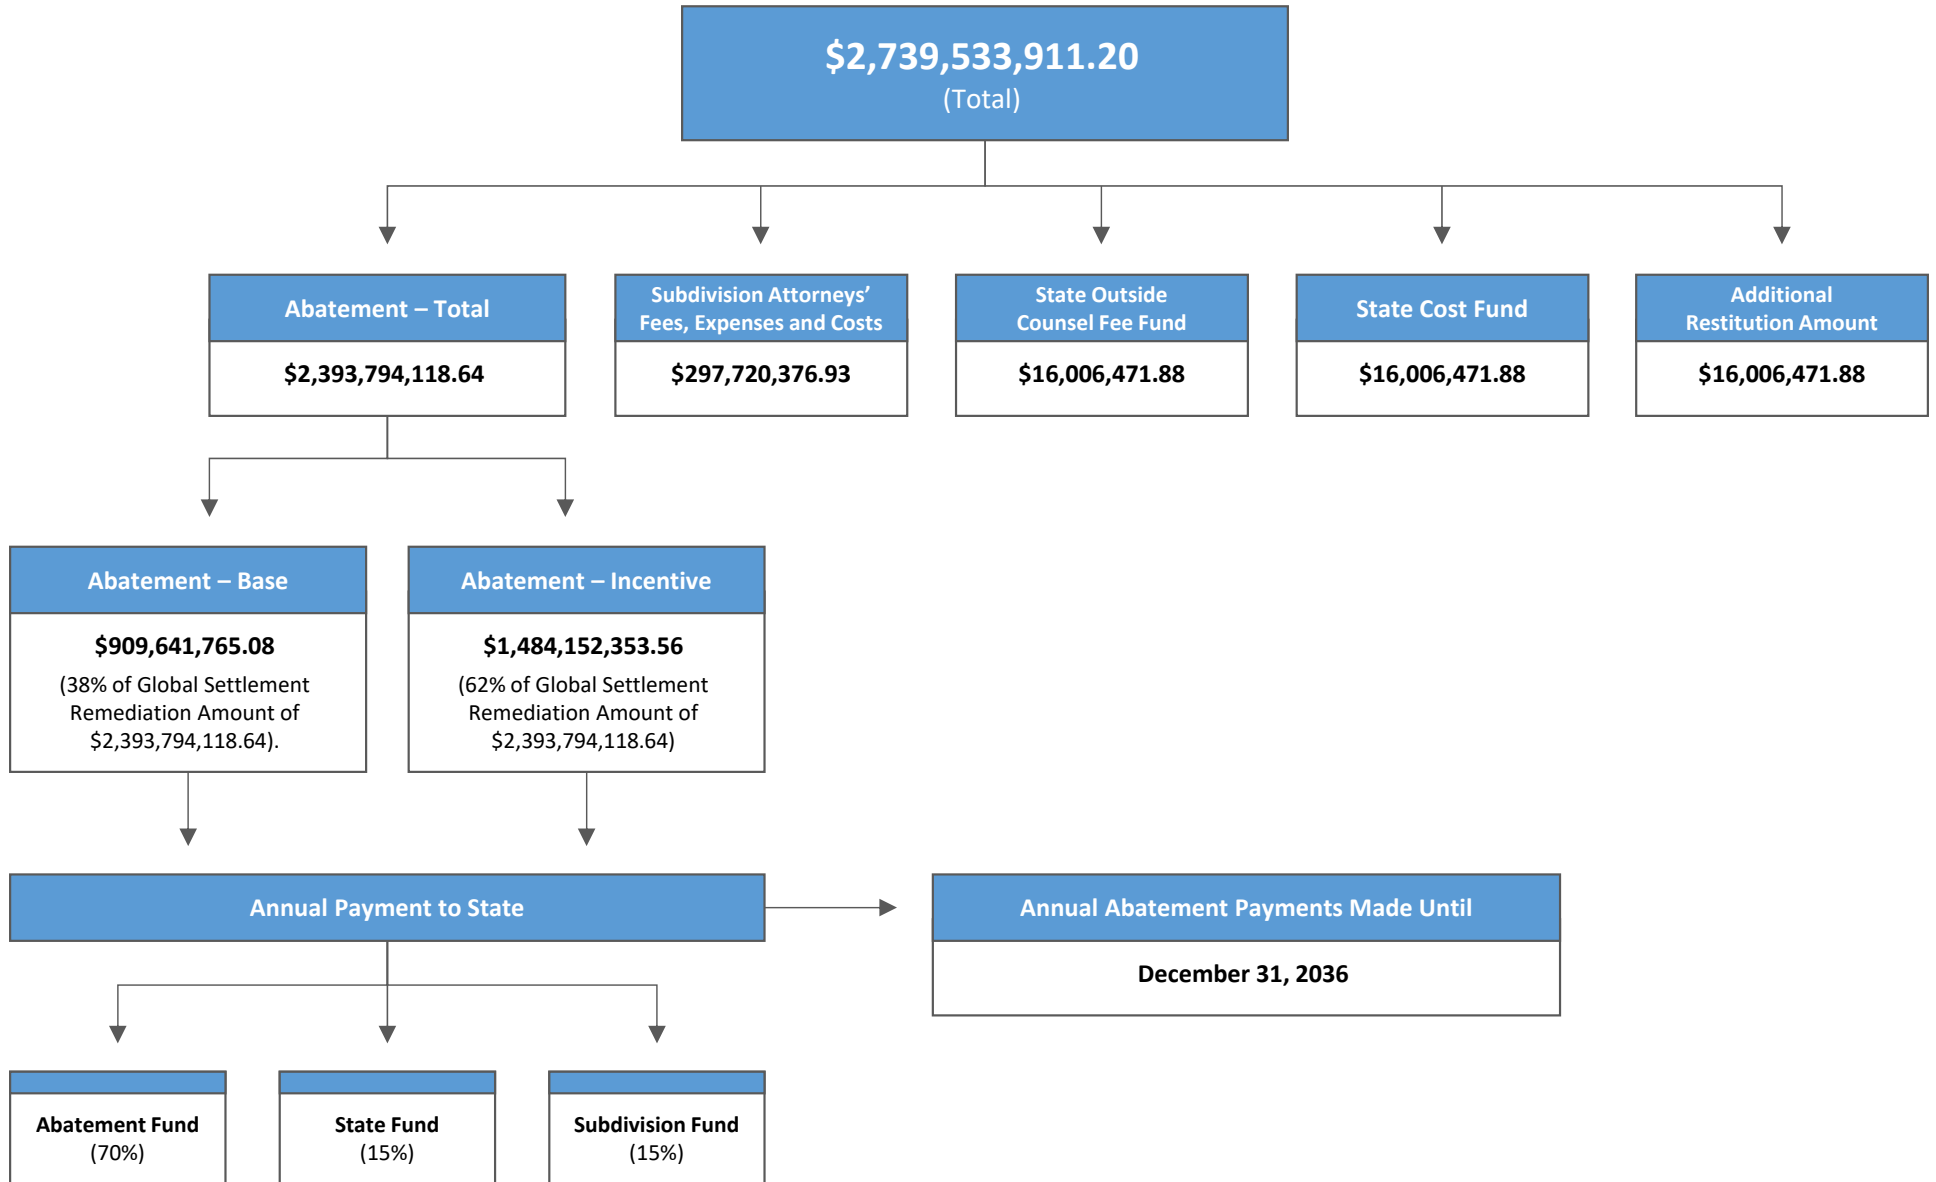 $2,739,533,911.20
(Total)
Abatement – Total
$2,393,794,118.64
Subdivision Attorneys’
Fees, Expenses and Costs
$297,720,376.93
State Outside
Counsel Fee Fund
$16,006,471.88
State Cost Fund
$16,006,471.88
Additional
Restitution Amount
$16,006,471.88
Abatement – Base
$909,641,765.08
(38% of Global Settlement
Remediation Amount of
$2,393,794,118.64).
Abatement – Incentive
$1,484,152,353.56
(62% of Global Settlement
Remediation Amount of
$2,393,794,118.64)
Annual Payment to State
Annual Abatement Payments Made Until
December 31, 2036
Abatement Fund
(70%)
State Fund
(15%)
Subdivision Fund
(15%)